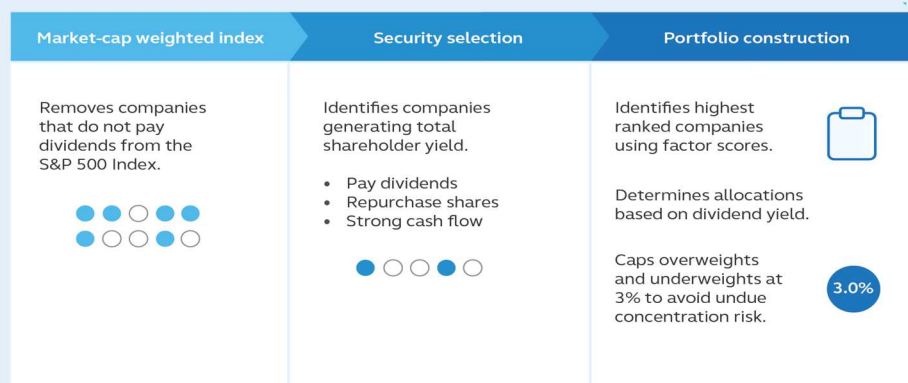 Market-cap weighted index
Security selection
Portfolio construction
Removes companies
that do not pay
dividends from the
S&P 500 Index.
Identifies companies
generating total
shareholder yield.
• Pay dividends
• Repurchase shares
• Strong cash flow
Identifies highest
ranked companies
using factor scores.
Determines allocations
based on dividend yield.
Caps overweights
and underweights at
3% to avoid undue
concentration risk.
3.0%